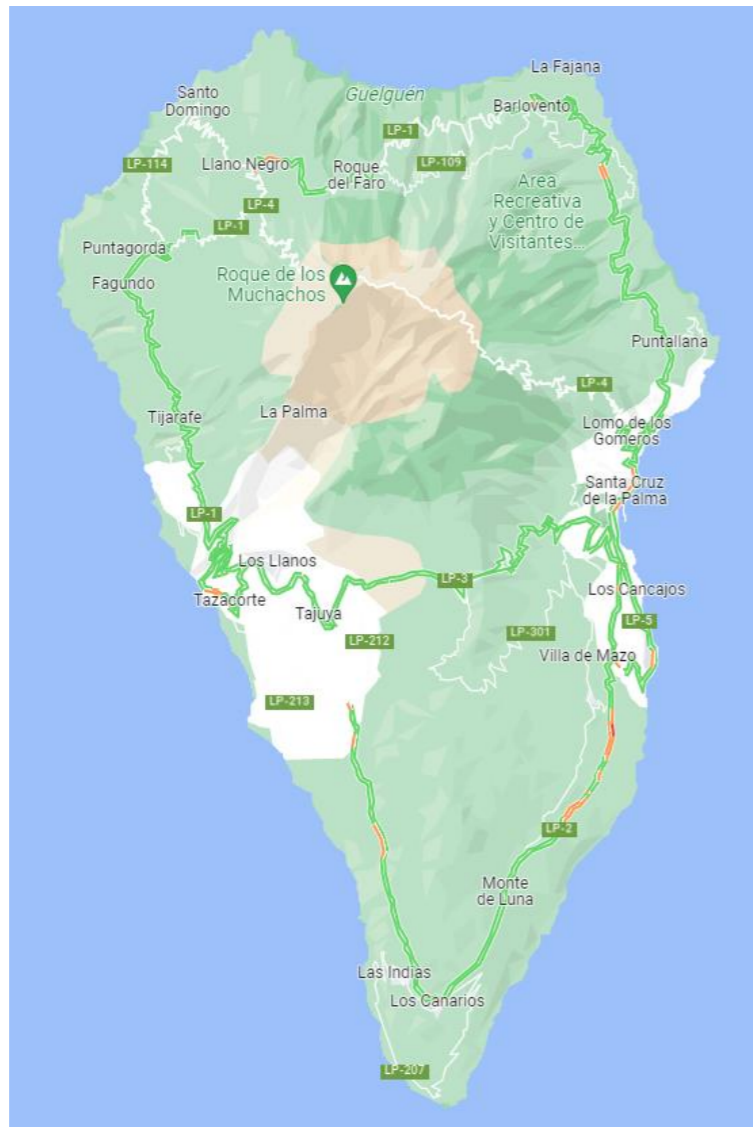 La Fajana
Santo
Domingo
Guelguén
Barlovento
LP-1
LP-114
Llano Negro
Roque
del Faro
LP-109
Area
Recreativa
y Centro de
Visitantes...
LP-4
LP-1
Puntagorda
Fagundo
Roque de los
Muchachos
Puntallana
LP-4
Tijarafe
La Palma
Lomo de los
Gomeros
Santa Cruz
de la Palma
LP-1
Los Llanos
LP-3
Los Cancajos
Tazacorte
Tajuya
LP-5
LP-301
LP-212
Villa de Mazo
LP-213
LP-2
Monte
de Luna
Las Indias
Los Canarios
LP-207